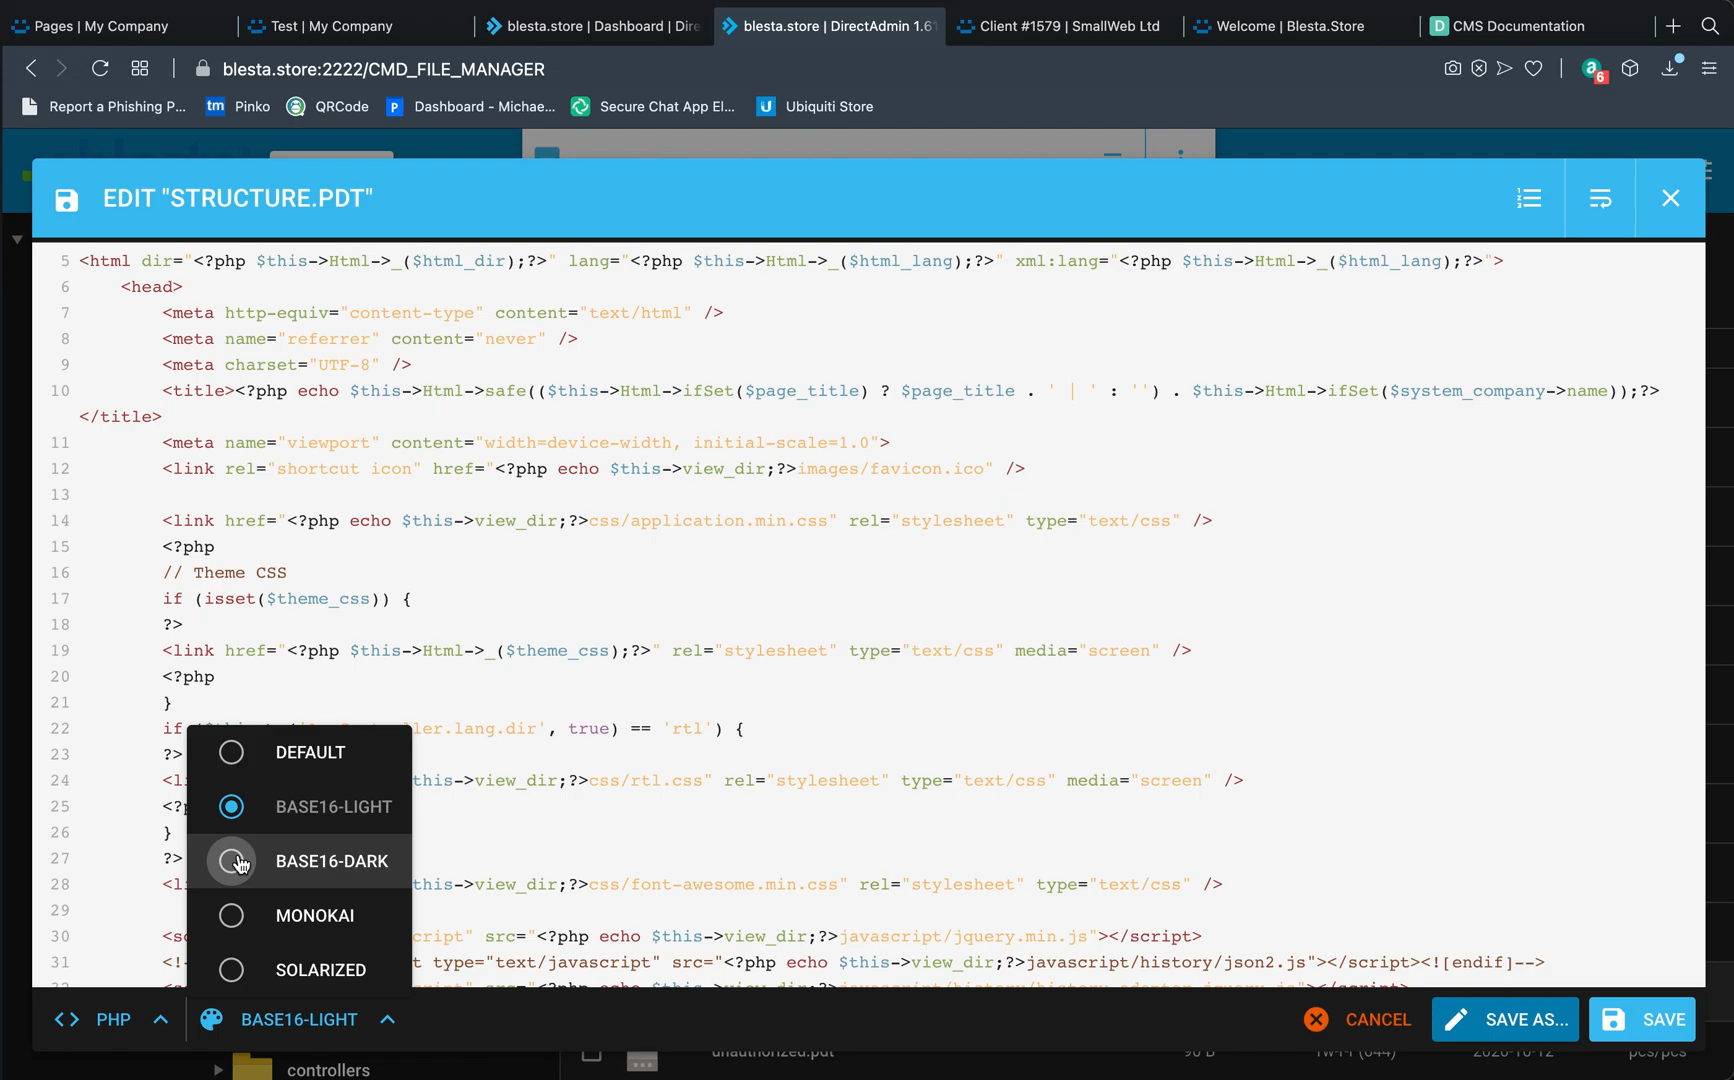 Pages | My Company
Test | My Company
blesta.store | Dashboard | Dire
blesta.store | DirectAdmin 1.61
Client #1579 | SmallWeb Ltd
Welcome | Blesta.Store
CMS Documentation
blesta.store:2222/CMD_FILE_MANAGER
6
Report a Phishing P...
tm Pinko
QRCode
P Dashboard - Michae...
Secure Chat App El...
U Ubiquiti Store
EDIT "STRUCTURE.PDT"
5 <html dir="<?php $this->Html->_($html_dir);?>" lang="<?php $this->Html->_($html_lang);?>" xml:lang="<?php $this->Html->_($html_lang);?>">
6 <head>
7 <meta http-equiv="content-type" content="text/html" />
8 <meta name="referrer" content="never" />
9 <meta charset="UTF-8" />
10 <title><?php echo $this->Html->safe(($this->Html->ifSet($page_title) ? $page_title . ' | ' : '') . $this->Html->ifSet($system_company->name));?>
</title>
11 <meta name="viewport" content="width=device-width, initial-scale=1.0">
12 <link rel="shortcut icon" href="<?php echo $this->view_dir;?>images/favicon.ico" />
13
14 <link href="<?php echo $this->view_dir;?>css/application.min.css" rel="stylesheet" type="text/css" />
15 <?php
16 // Theme CSS
17 if (isset($theme_css)) {
18 ?>
19 <link href="<?php $this->Html->_($theme_css);?>" rel="stylesheet" type="text/css" media="screen" />
20 <?php
21 }
22 if ler.lang.dir', true) == 'rtl') {
23 ?>
24 <li this->view_dir;?>css/rtl.css" rel="stylesheet" type="text/css" media="screen" />
25 <?p
26 }
27 ?>
28 <li this->view_dir;?>css/font-awesome.min.css" rel="stylesheet" type="text/css" />
29
30 <sc cript" src="<?php echo $this->view_dir;?>javascript/jquery.min.js"></script>
31 <!- t type="text/javascript" src="<?php echo $this->view_dir;?>javascript/history/json2.js"></script><![endif]-->
DEFAULT
BASE16-LIGHT
BASE16-DARK
MONOKAI
SOLARIZED
<> PHP
BASE16-LIGHT
CANCEL
SAVE AS...
SAVE
controllers
unauthorized.pdt